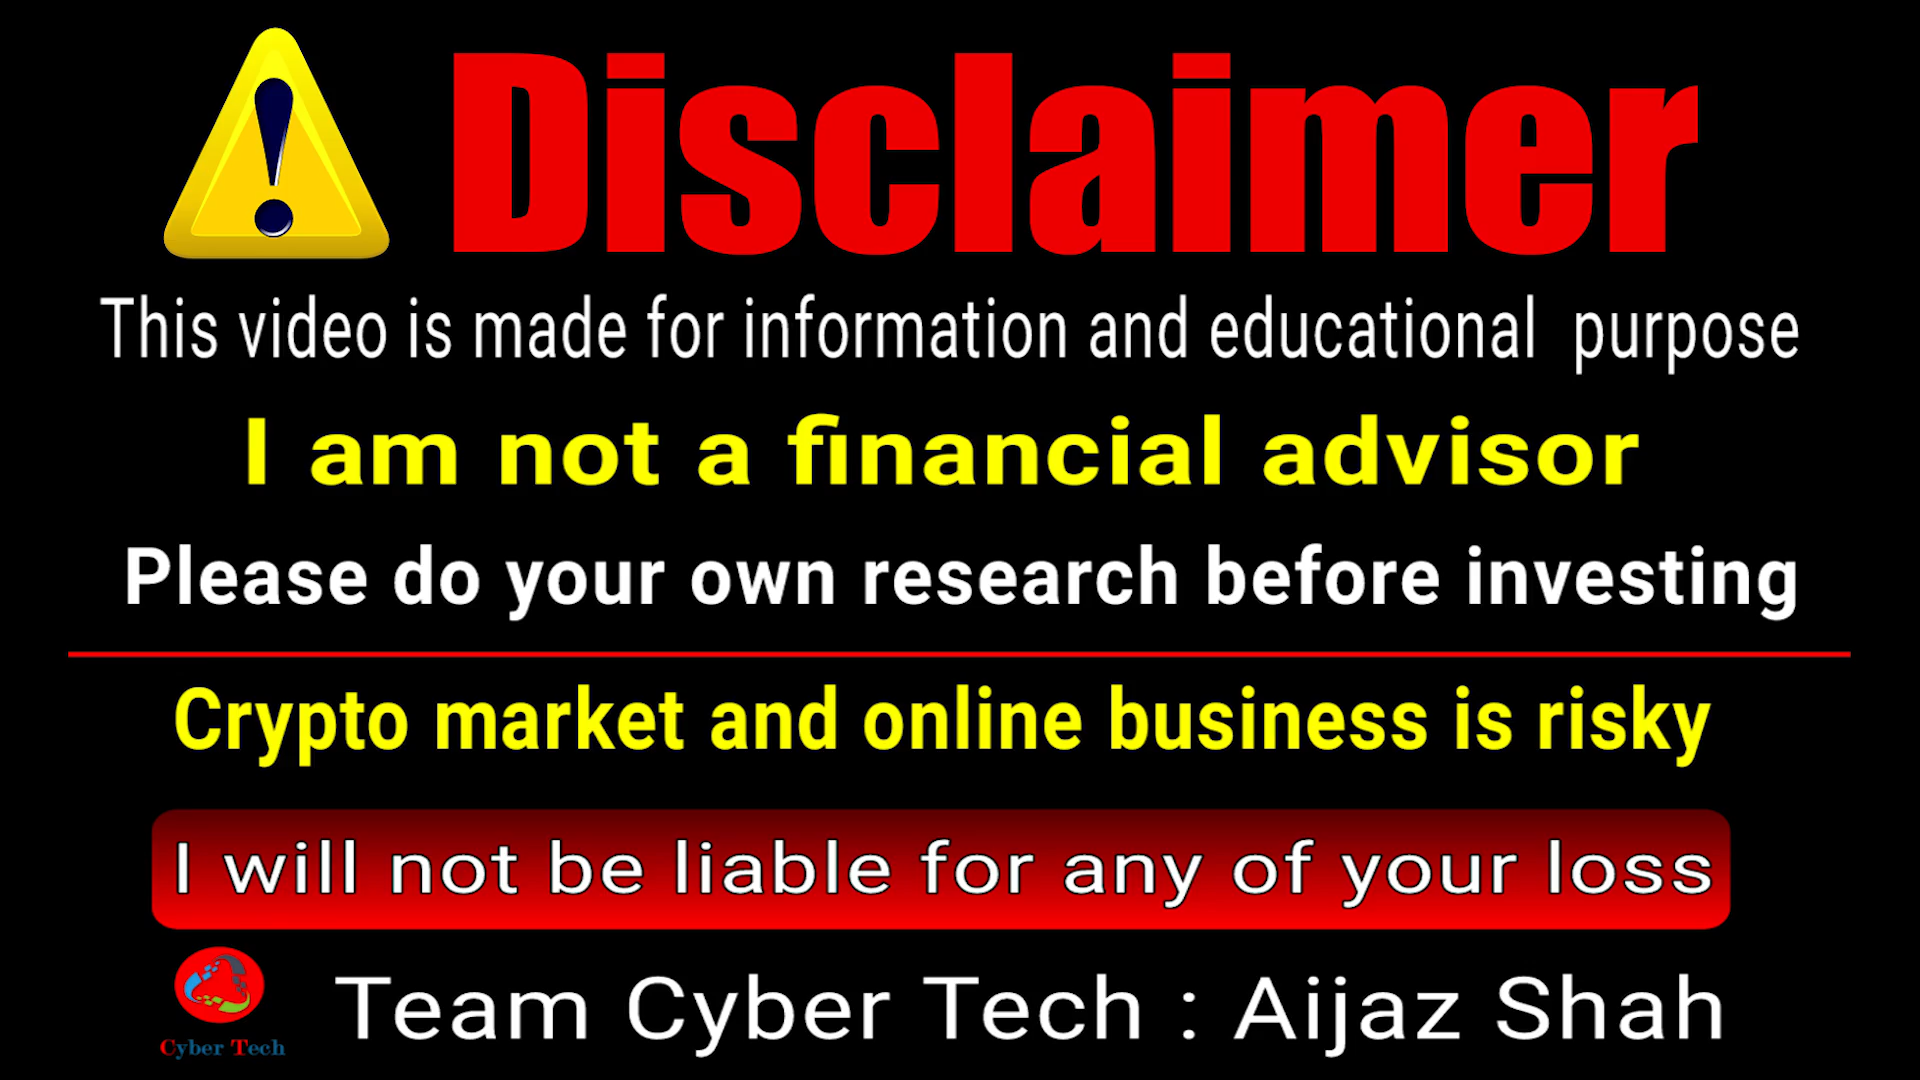 Disclaimer
This video is made for information and educational purpose
I am not a financial advisor
Please do your own research before investing
Crypto market and online business is risky
I will not be liable for any of your loss
Cyber Tech
Team Cyber Tech : Aijaz Shah